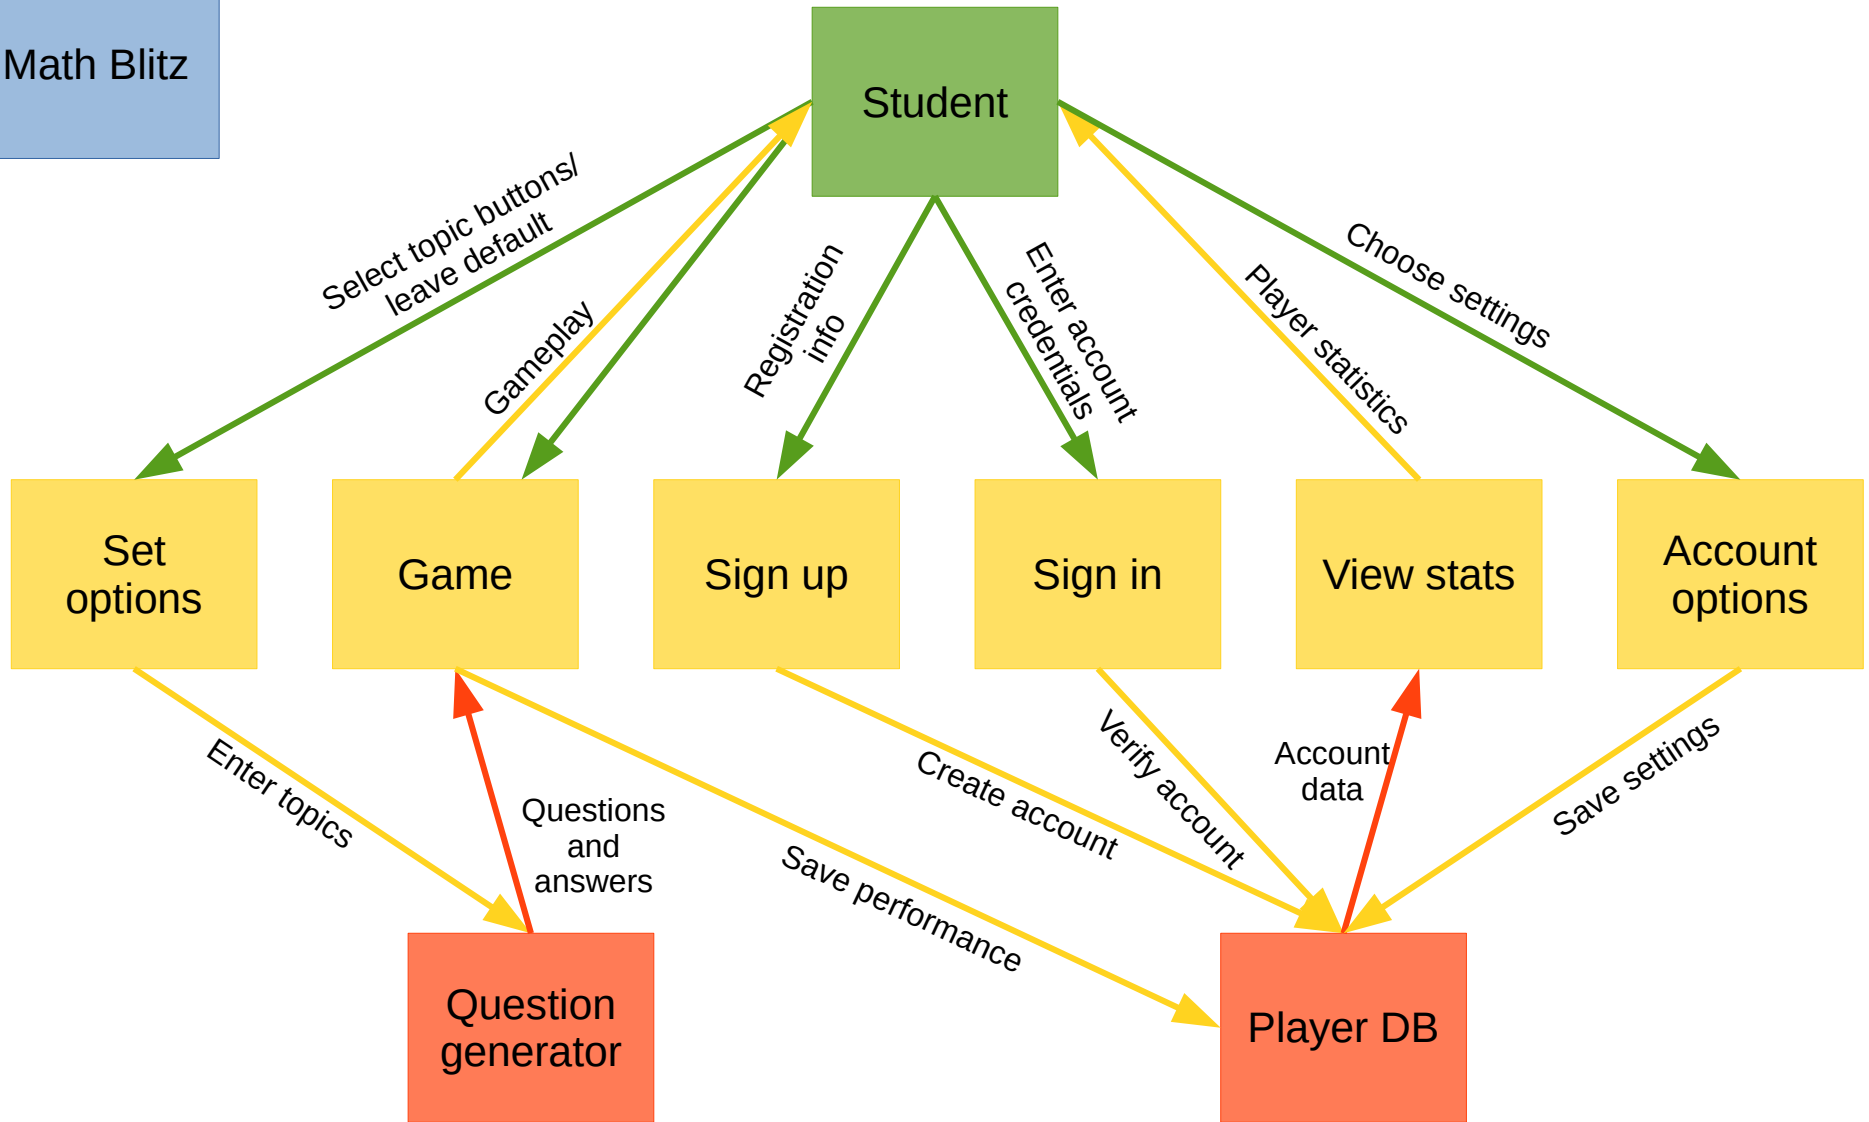 Math Blitz
Student
Select topic buttons/
leave default
Gameplay
Registration
info
Enter account
credentials
Player statistics
Choose settings
Set
options
Game
Sign up
Sign in
View stats
Account
options
Enter topics
Questions
and
answers
Save performance
Create account
Verify account
Account
data
Save settings
Question
generator
Player DB